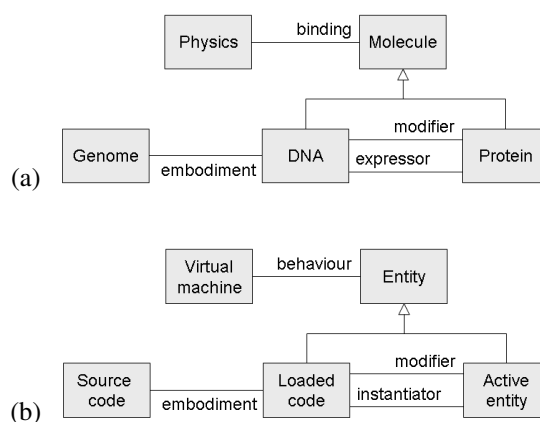 Physics
binding
Molecule
Genome
embodiment
DNA
modifier
expressor
Protein
(a)
Virtual
machine
behaviour
Entity
Source
code
embodiment
Loaded
code
modifier
instantiator
Active
entity
(b)